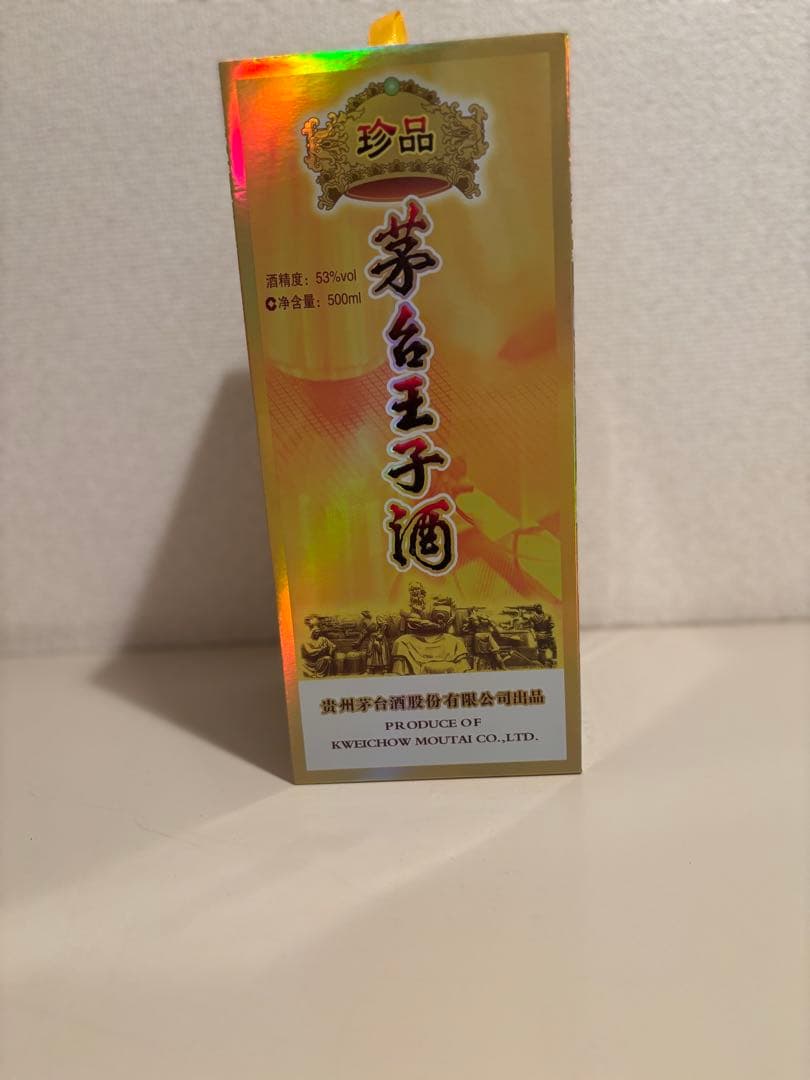 珍品
茅台王子酒
酒精度：53%vol
净含量：500ml
贵州茅台酒股份有限公司出品
PRODUCE OF
KWEICHOW MOUTAI CO.,LTD.